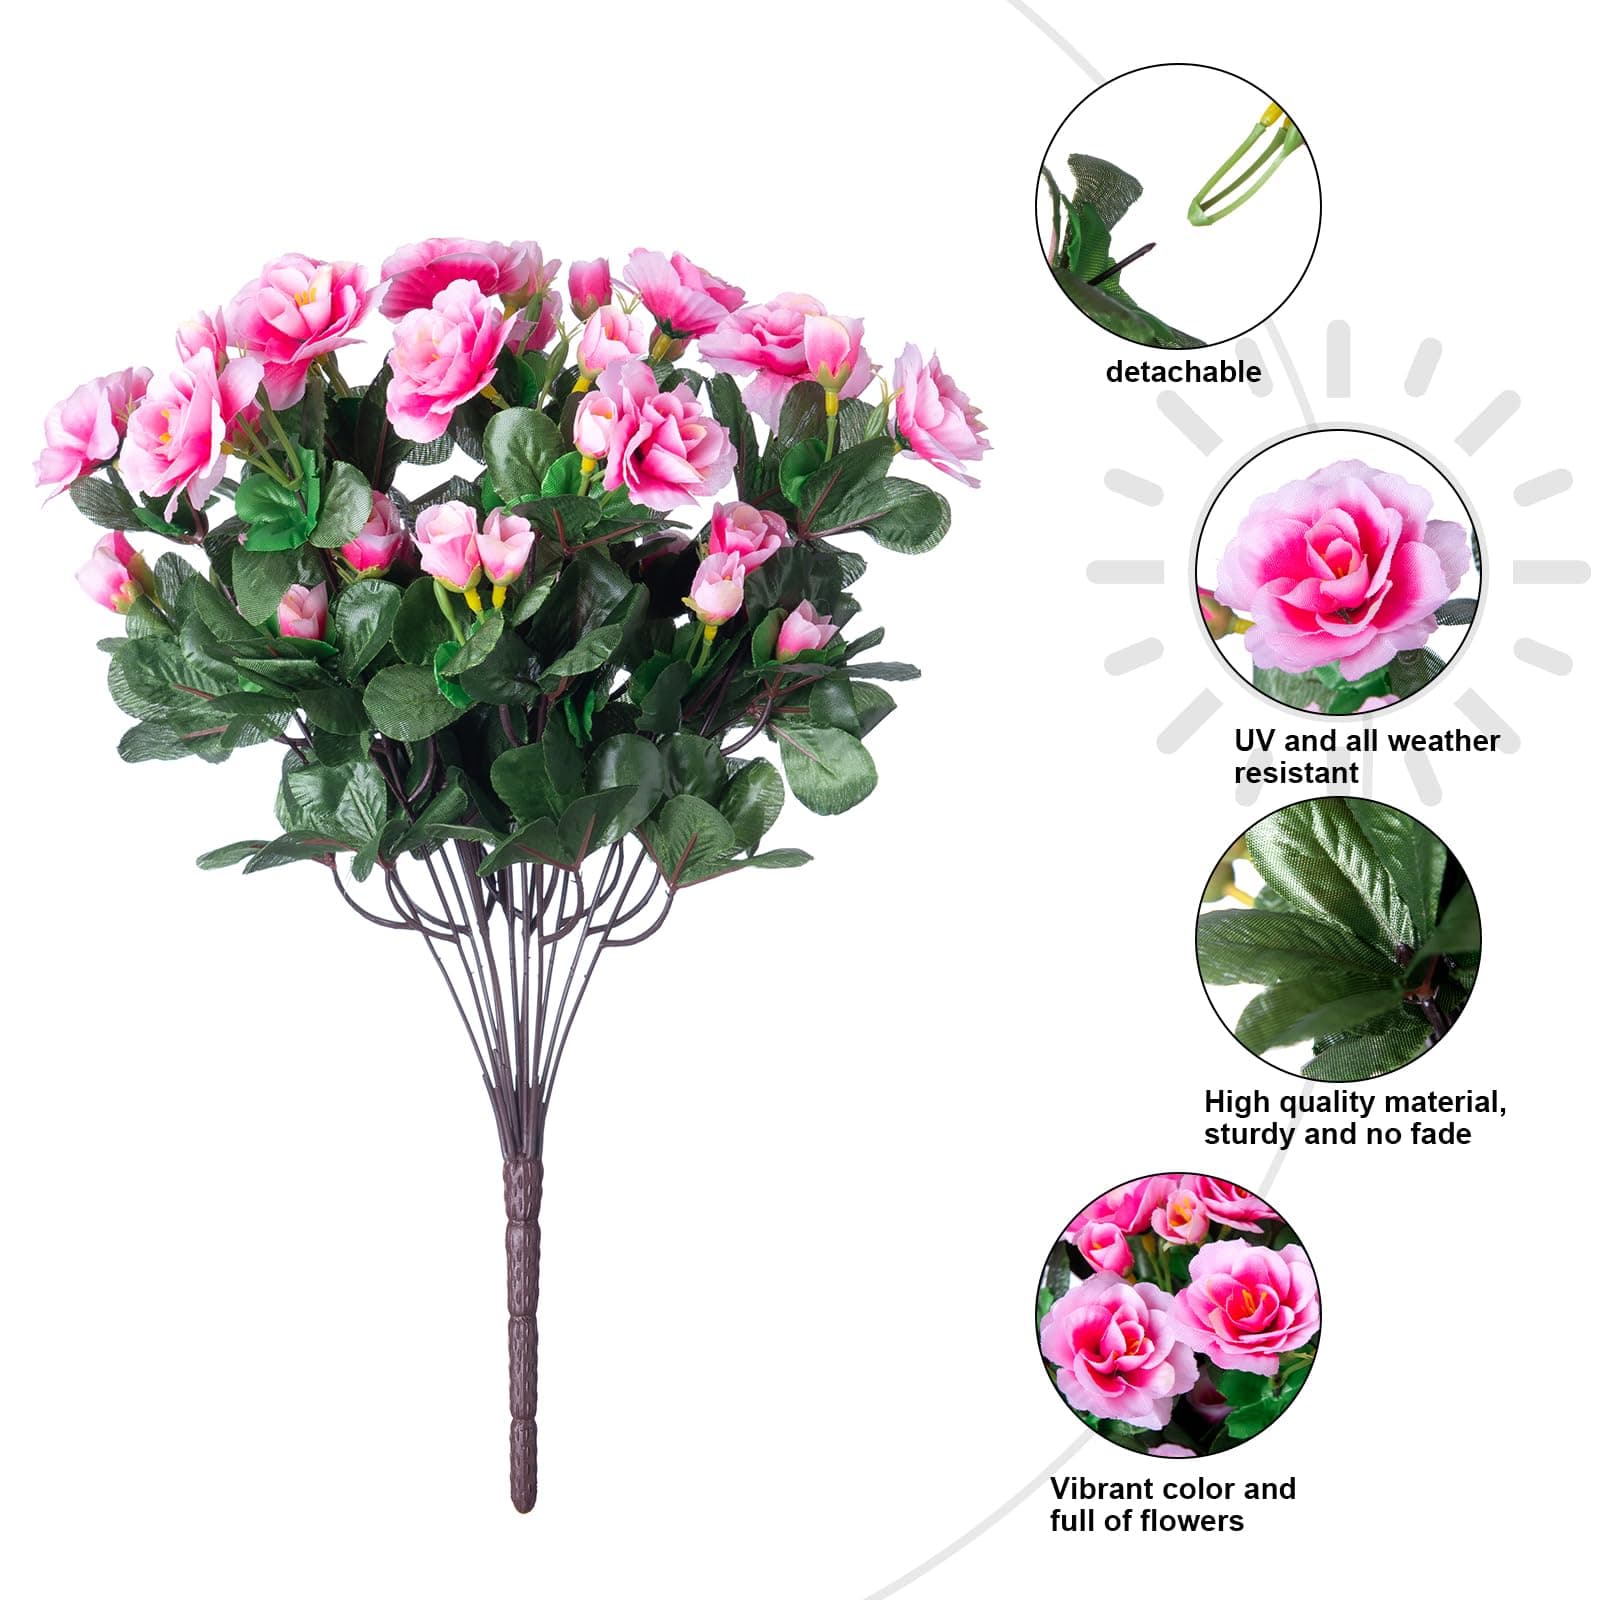 detachable
UV and all weather
resistant
High quality material,
sturdy and no fade
Vibrant color and
full of flowers